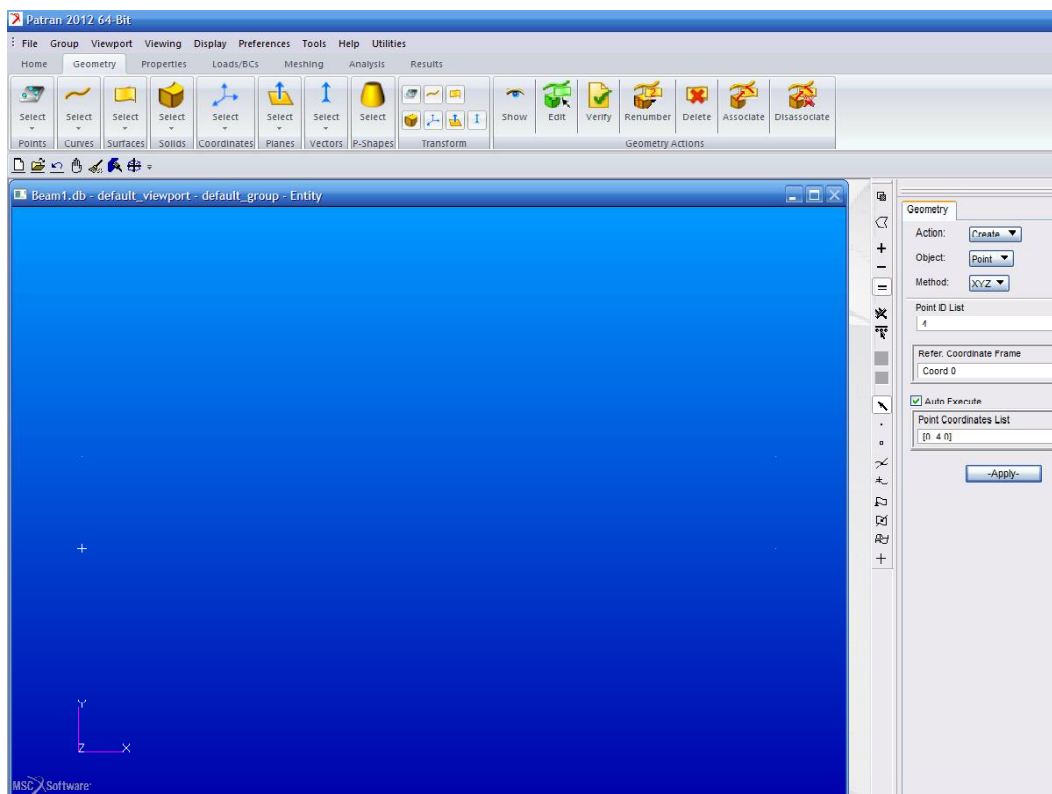 Patran 2012 64-Bit
File Group Viewport Viewing Display Preferences Tools Help Utilities
Home Geometry Properties Loads/BCs Meshing Analysis Results
Select Select Select Select Select Select Select Select Show Edit Verify Renumber Delete Associate Disassociate
Points Curves Surfaces Solids Coordinates Planes Vectors P-Shapes Transform Geometry Actions
Beam1.db - default_viewport - default_group - Entity
Geometry
Action: Create
Object: Point
Method: XYZ
Point ID List
4
Refer. Coordinate Frame
Coord 0
Auto Execute
Point Coordinates List
[0 4 0]
-Apply-
Y
Z X
MSC Software